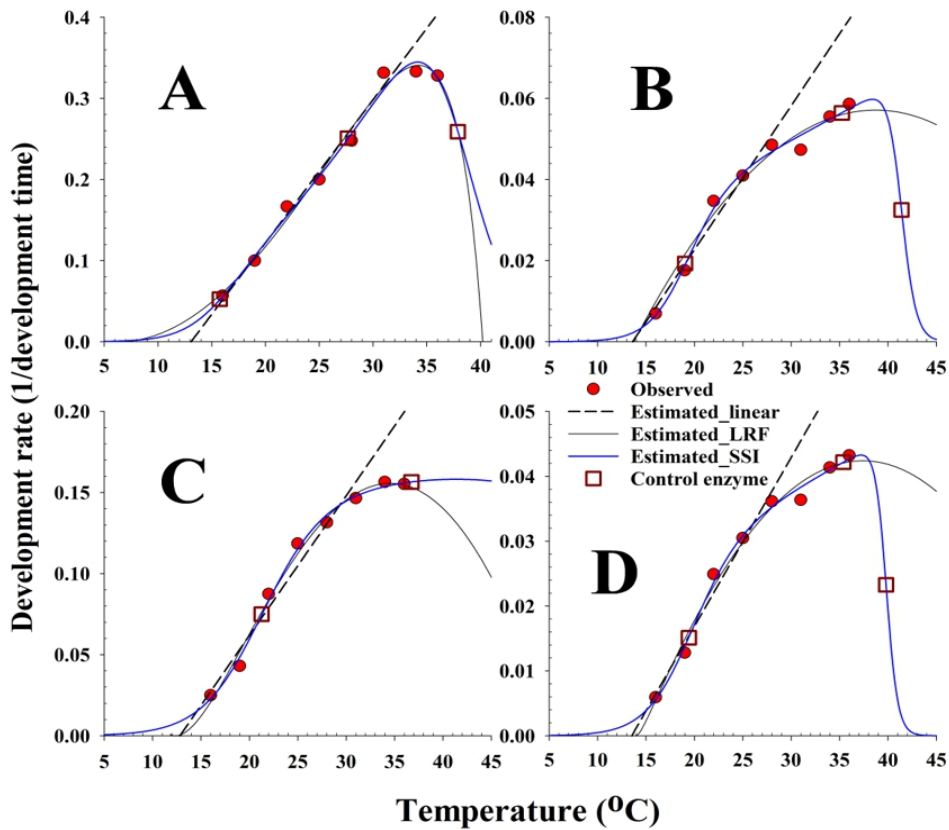 0.4
0.3
0.2
0.1
0.0
A
5 10 15 20 25 30 35 40
0.08
0.06
0.04
0.02
0.00
B
5 10 15 20 25 30 35 40 45
Observed
Estimated_linear
Estimated_LRF
Estimated_SSI
Control enzyme
0.20
0.15
0.10
0.05
0.00
C
5 10 15 20 25 30 35 40 45
0.05
0.04
0.03
0.02
0.01
0.00
D
5 10 15 20 25 30 35 40 45
Development rate (1/development time)
Temperature (⁰C)